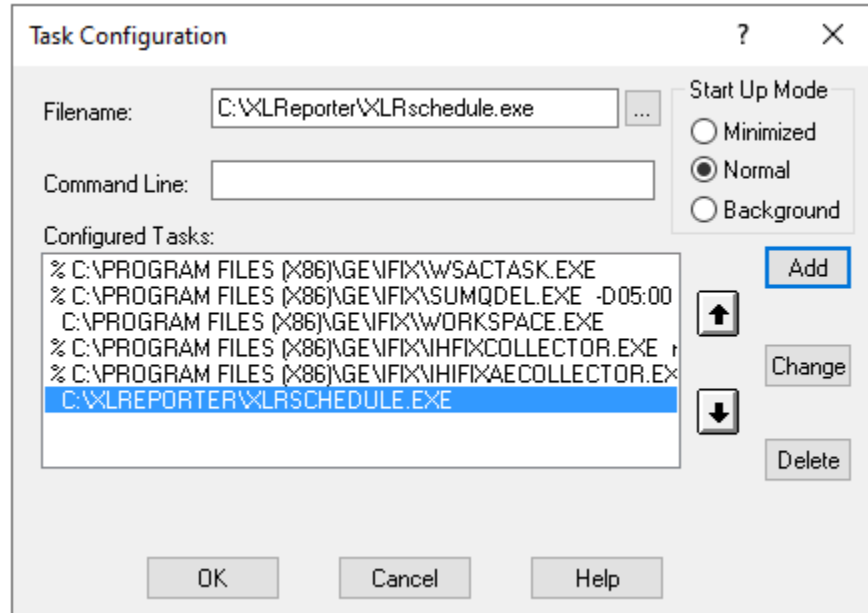 Task Configuration ? ×
Filename: C:\XLReporter\XLRschedule.exe ...
Start Up Mode
Minimized
Normal
Background
Command Line:
Configured Tasks:
% C:\PROGRAM FILES (X86)\GE\IFIX\WSACTASK.EXE
% C:\PROGRAM FILES (X86)\GE\IFIX\SUMQDEL.EXE -D05:00
C:\PROGRAM FILES (X86)\GE\IFIX\WORKSPACE.EXE
% C:\PROGRAM FILES (X86)\GE\IFIX\IHFIXCOLLECTOR.EXE
% C:\PROGRAM FILES (X86)\GE\IFIX\IHIFIXAECOLLECTOR.EX
C:\XLREPORTER\XLRSCHEDULE.EXE
Add
Change
Delete
OK Cancel Help